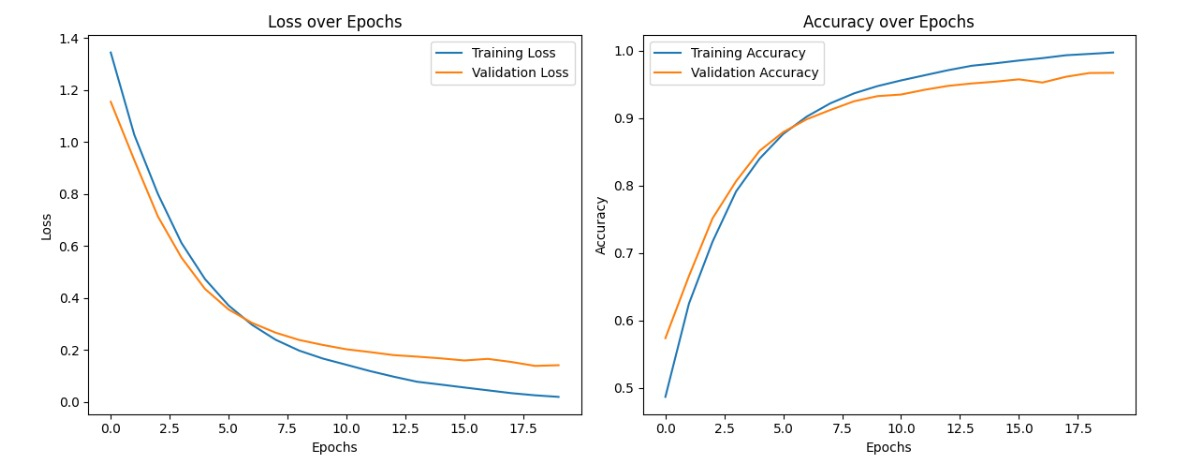 Loss over Epochs
1.4
1.2
1.0
0.8
0.6
0.4
0.2
0.0
Loss
Training Loss
Validation Loss
0.0 2.5 5.0 7.5 10.0 12.5 15.0 17.5
Epochs
Accuracy over Epochs
1.0
0.9
0.8
0.7
0.6
0.5
Accuracy
Training Accuracy
Validation Accuracy
0.0 2.5 5.0 7.5 10.0 12.5 15.0 17.5
Epochs